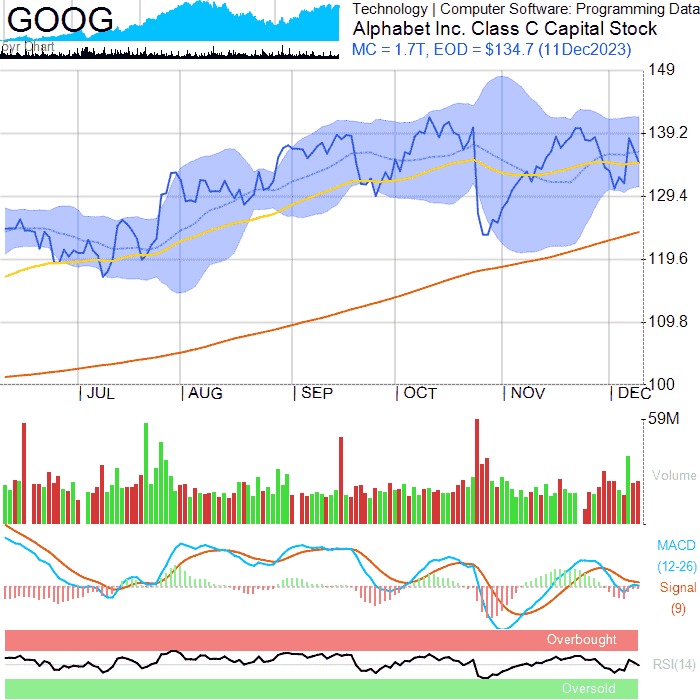 GOOG
Technology | Computer Software: Programming Data
Alphabet Inc. Class C Capital Stock
MC = 1.7T, EOD = $134.7 (11Dec2023)
Chart
149
139.2
129.4
119.6
109.8
100
| JUL | AUG | SEP | OCT | NOV | DEC
59M
Volume
MACD
(12-26)
Signal
(9)
Overbought
RSI(14)
Oversold